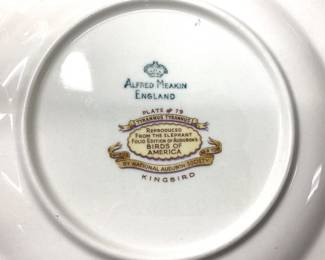 ALFRED MEAKIN
ENGLAND
PLATE # 79
TYRANNUS TYRANNUS
REPRODUCED
FROM THE ELEPHANT
FOLIO EDITION OF AUDUBON'S
BIRDS OF
AMERICA
BY NATIONAL AUDUBON SOCIETY
KINGBIRD